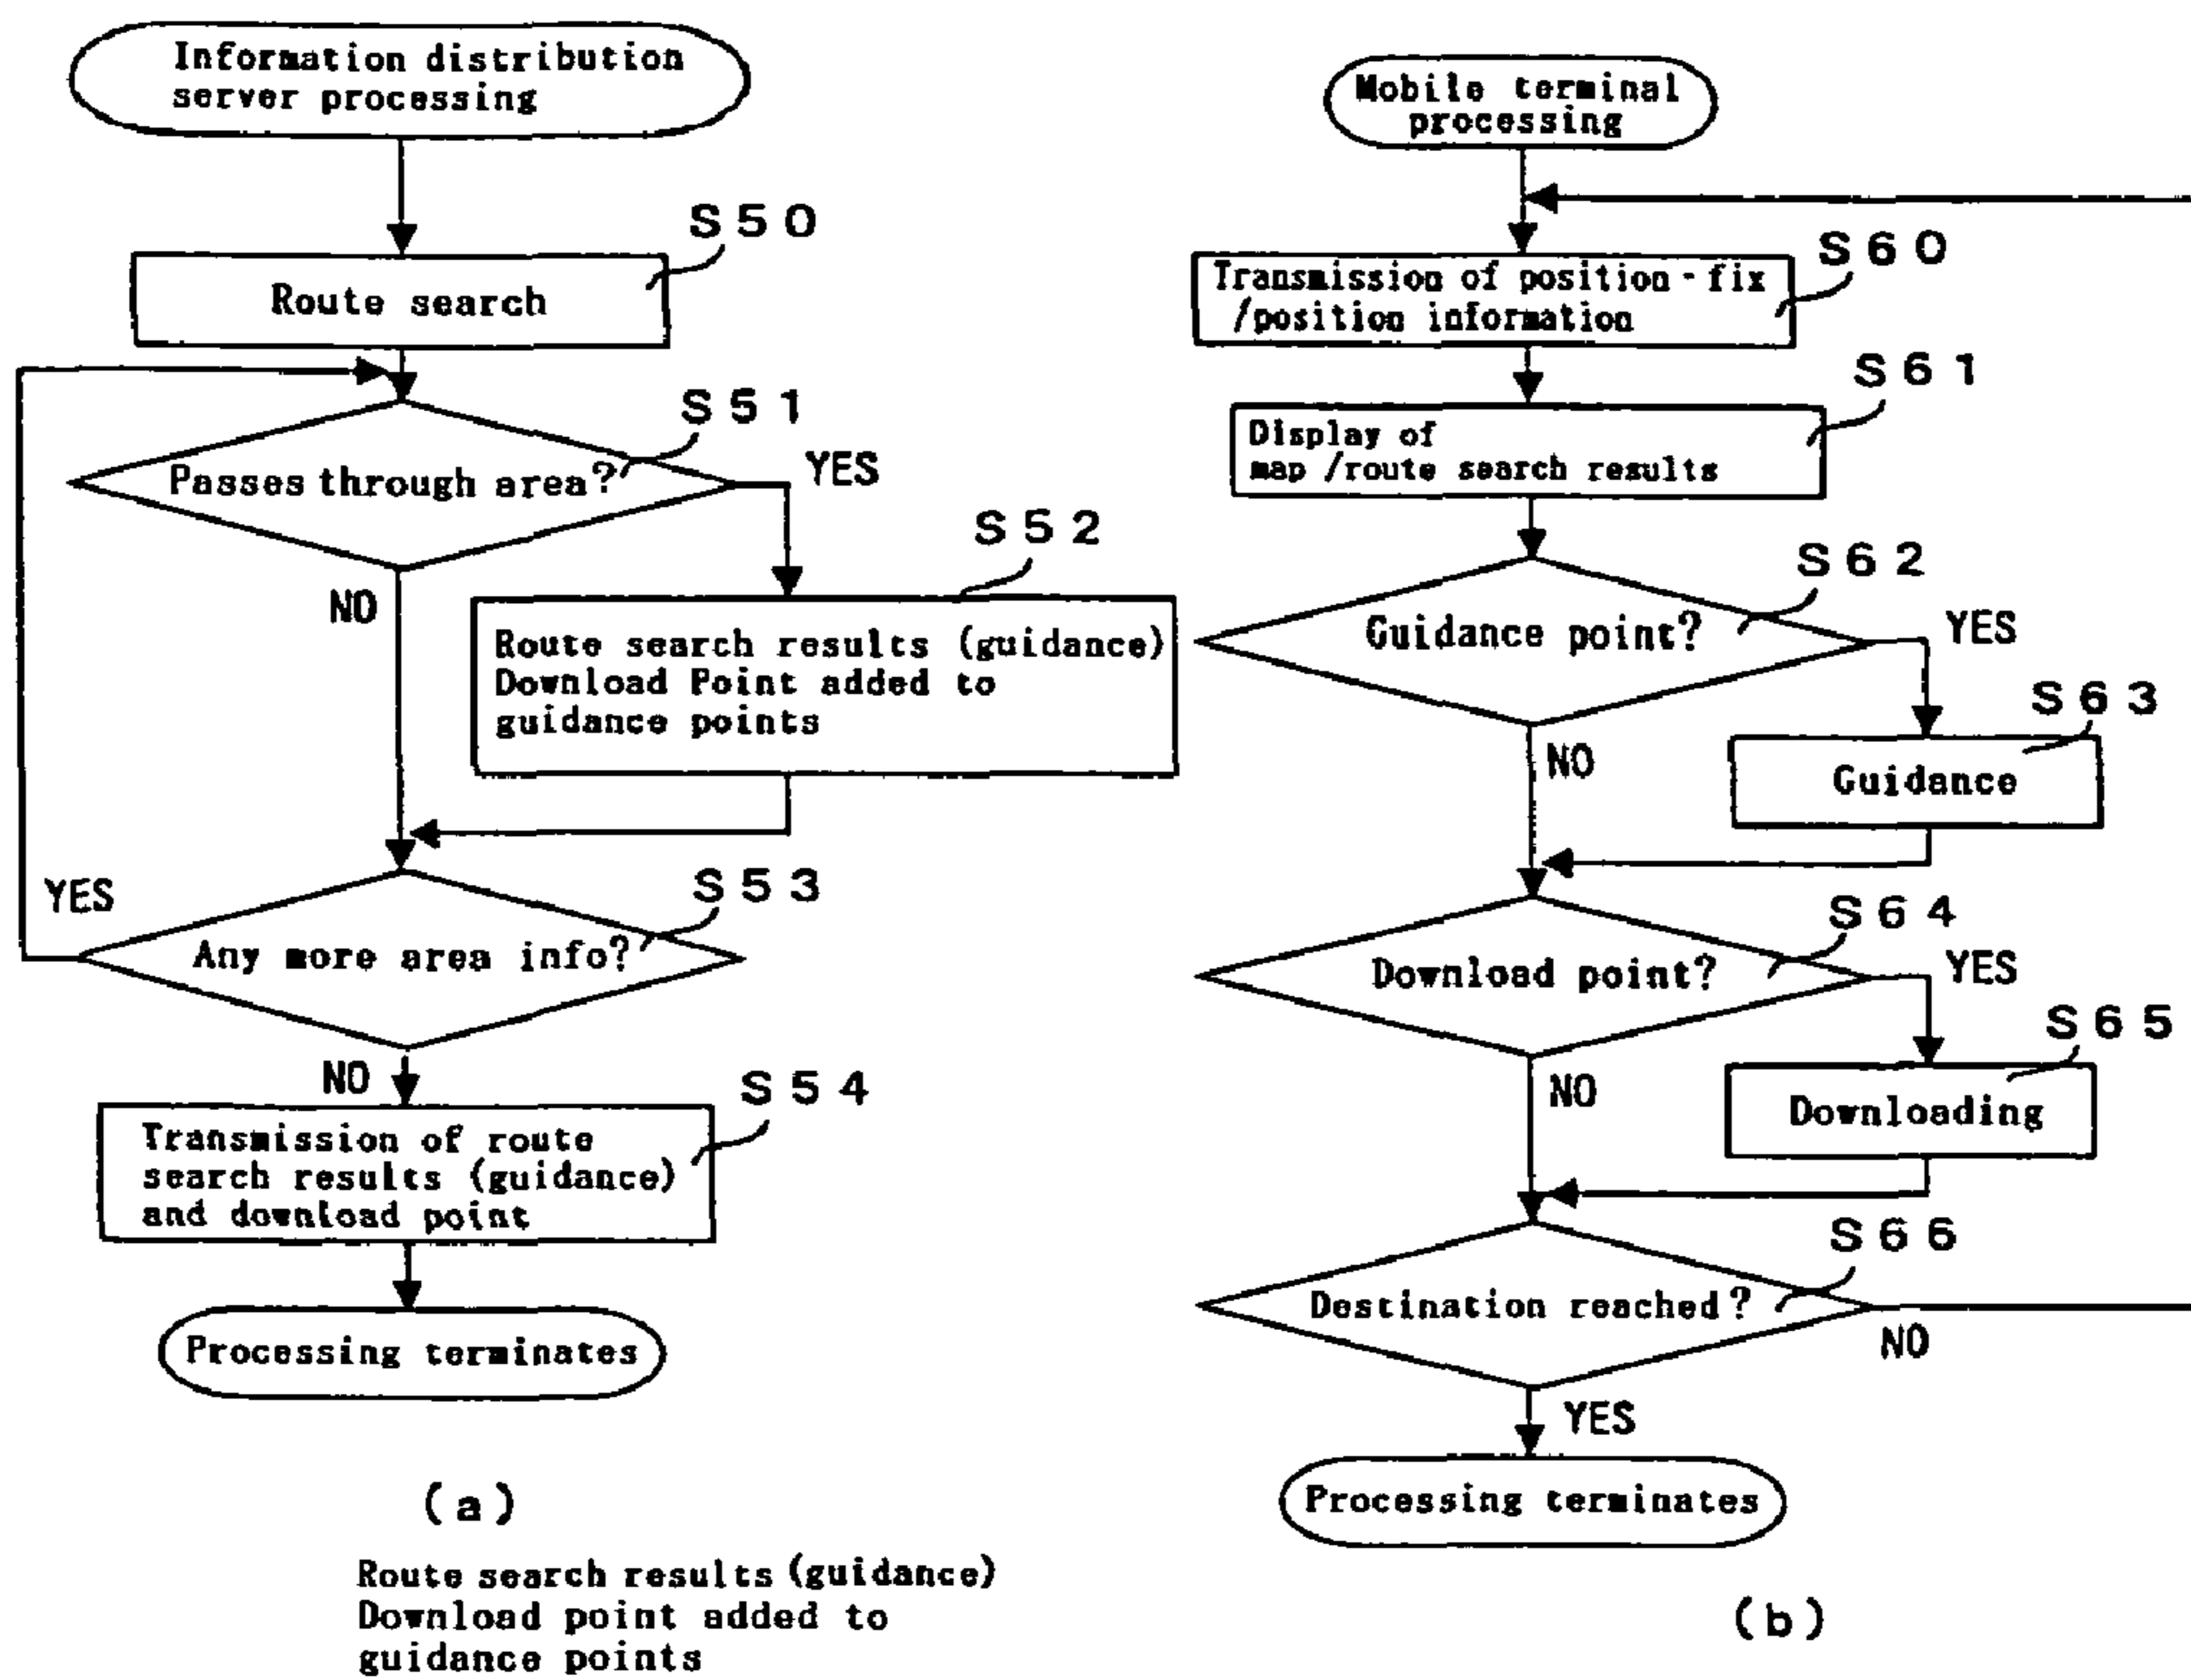 Information distribution
server processing
S50
Route search
S51
Passes through area?
YES
NO
S52
Route search results (guidance)
Download Point added to
guidance points
S53
YES
Any more area info?
NO
S54
Transmission of route
search results (guidance)
and download point
Processing terminates
(a)
Route search results (guidance)
Download point added to
guidance points
Mobile terminal
processing
S60
Transmission of position-fix
/position information
S61
Display of
map /route search results
S62
Guidance point?
YES
NO
S63
Guidance
S64
Download point?
YES
NO
S65
Downloading
S66
Destination reached?
NO
YES
Processing terminates
(b)